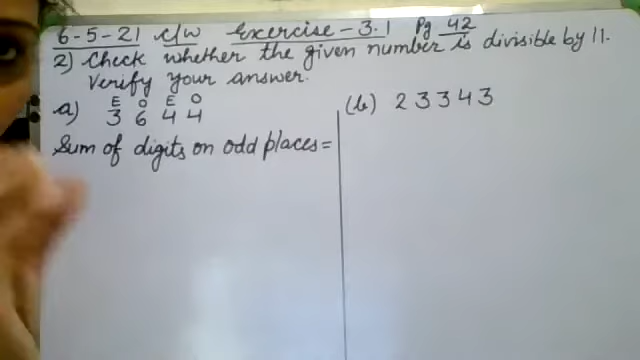 6-5-21 C/W Exercise-3.1 Pg 42
2) Check whether the given number is divisible by 11.
Verify your answer.
E O E O
a) 3 6 4 4
Sum of digits on odd places=
(b) 2 3 3 4 3